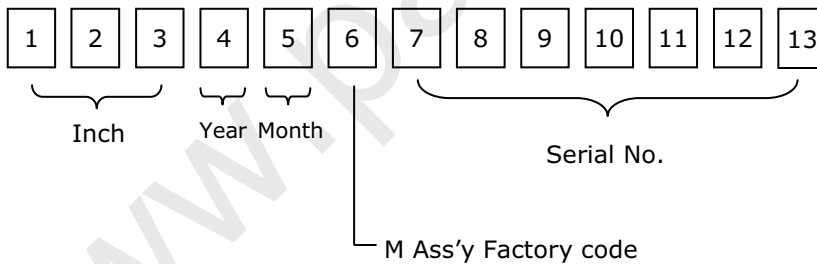 1 2 3 4 5 6 7 8 9 10 11 12 13
Inch Year Month
Serial No.
M Ass'y Factory code